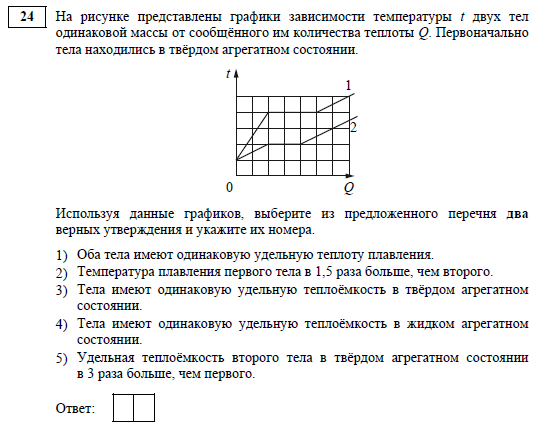 24 На рисунке представлены графики зависимости температуры t двух тел
одинаковой массы от сообщённого им количества теплоты Q. Первоначально
тела находились в твёрдом агрегатном состоянии.
t
1
2
0 Q
Используя данные графиков, выберите из предложенного перечня два
верных утверждения и укажите их номера.
1) Оба тела имеют одинаковую удельную теплоту плавления.
2) Температура плавления первого тела в 1,5 раза больше, чем второго.
3) Тела имеют одинаковую удельную теплоёмкость в твёрдом агрегатном
состоянии.
4) Тела имеют одинаковую удельную теплоёмкость в жидком агрегатном
состоянии.
5) Удельная теплоёмкость второго тела в твёрдом агрегатном состоянии
в 3 раза больше, чем первого.
Ответ: